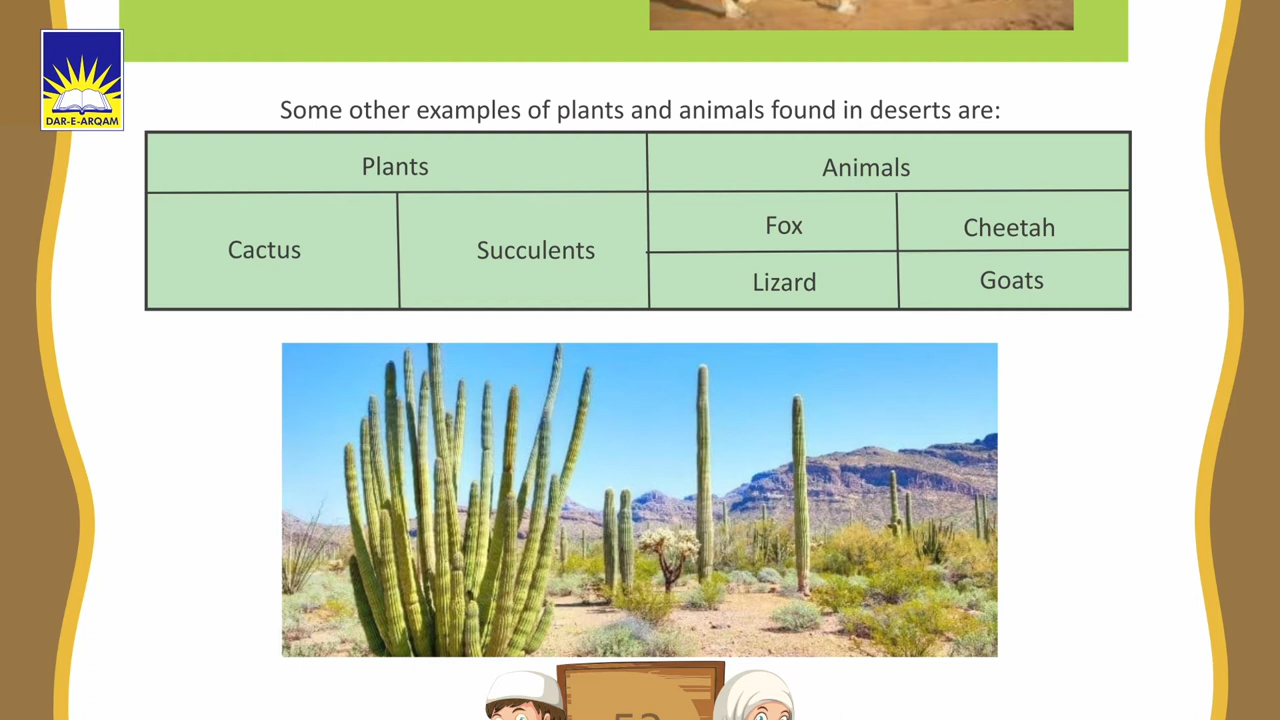 DAR-E-ARQAM
Some other examples of plants and animals found in deserts are:
Plants Animals
Cactus Succulents Fox Cheetah
Lizard Goats